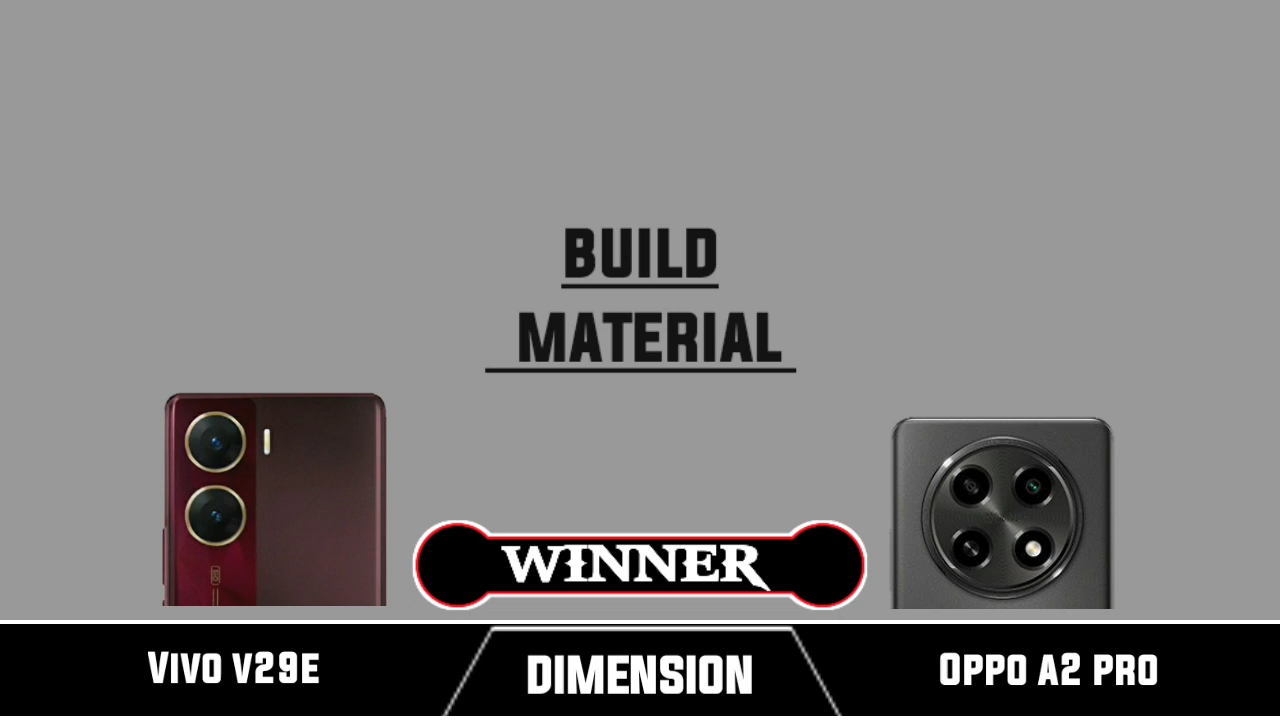 BUILD
MATERIAL
WINNER
VIVO V29E
DIMENSION
OPPO A2 PRO